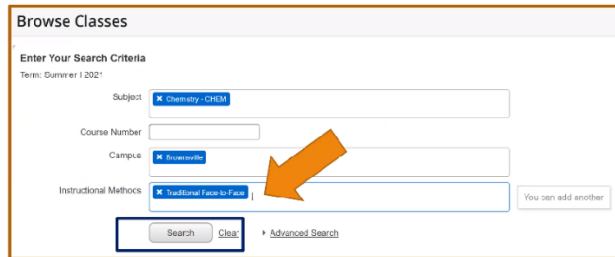 Browse Classes
Enter Your Search Criteria
Term: Summer I 2021
Subject × Chemistry - CHEM
Course Number
Campus × Brownsville
Instructional Methods × Traditional Face-to-Face You can add another
Search Clear Advanced Search